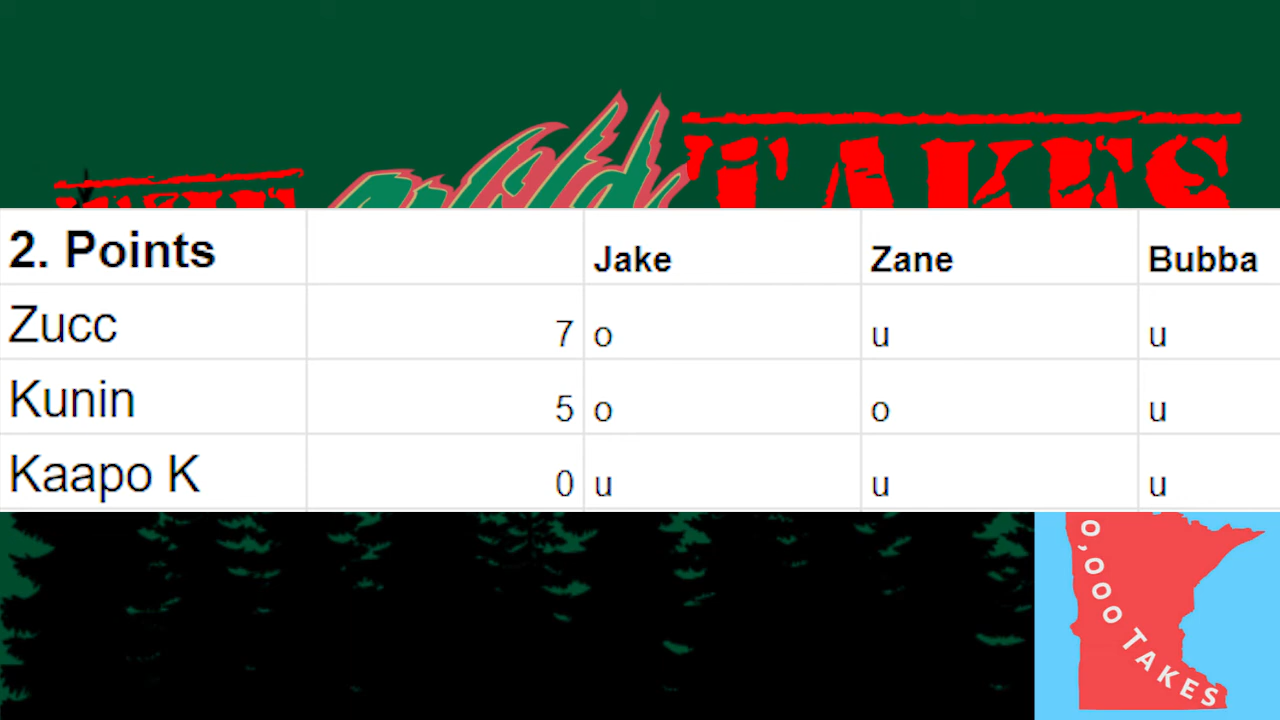 TAKES
2. Points Jake Zane Bubba
Zucc 7 o u u
Kunin 5 o o u
Kaapo K 0 u u u
0,000 TAKES